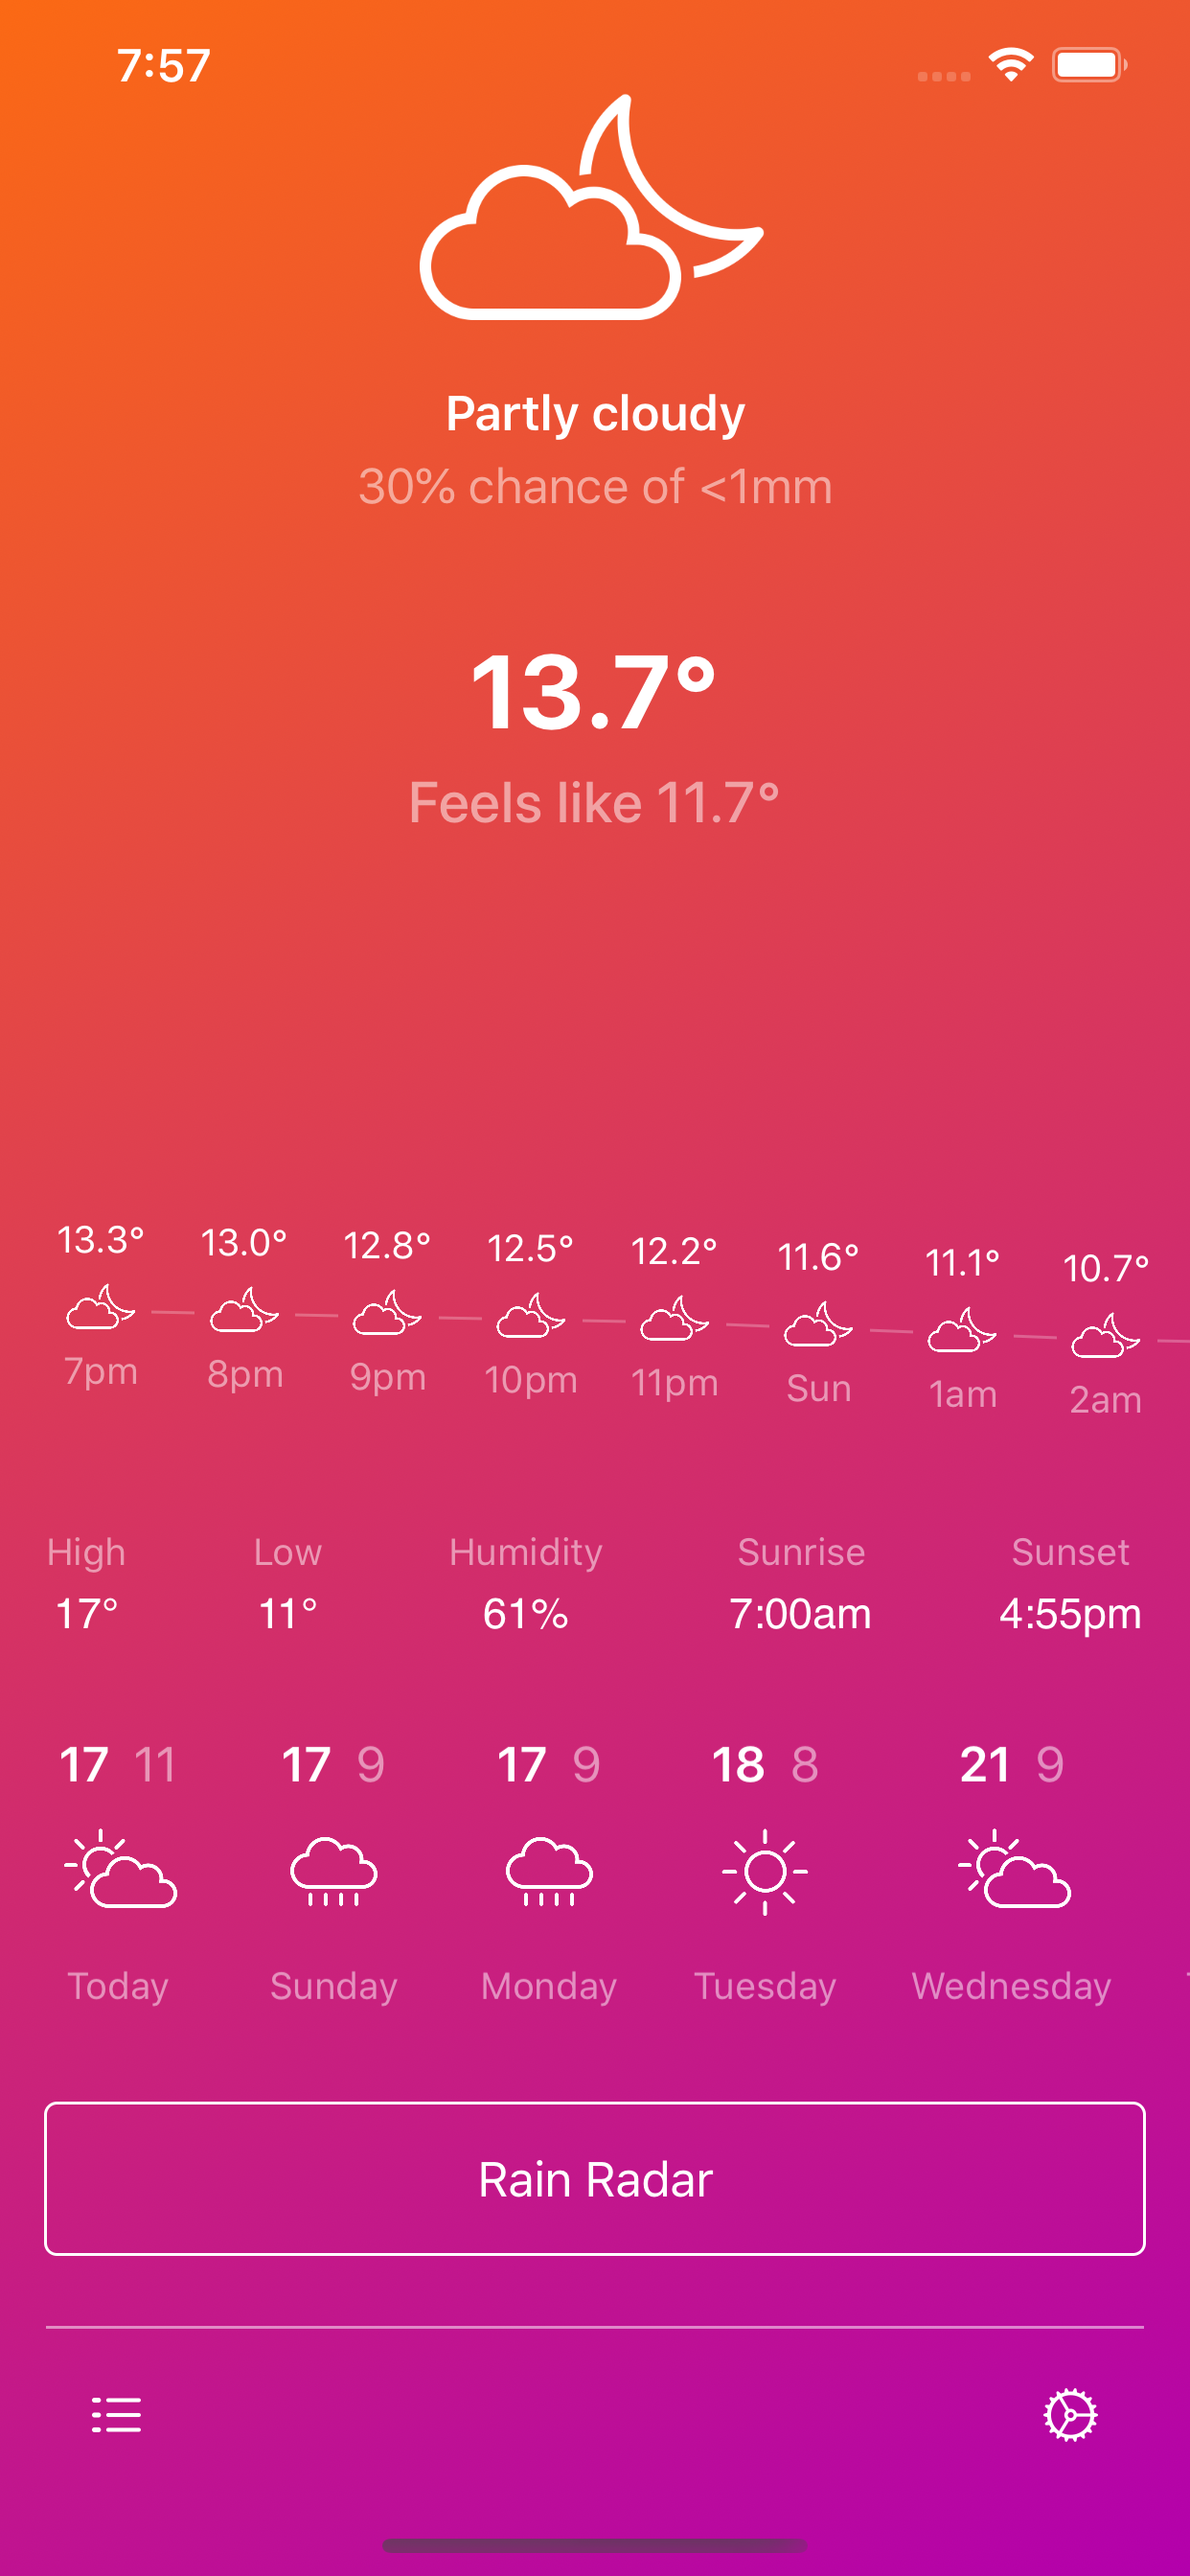 7:57
Partly cloudy
30% chance of <1mm
13.7°
Feels like 11.7°
13.3° 13.0° 12.8° 12.5° 12.2° 11.6° 11.1° 10.7°
7pm 8pm 9pm 10pm 11pm Sun 1am 2am
High Low Humidity Sunrise Sunset
17° 11° 61% 7:00am 4:55pm
17 11 17 9 17 9 18 8 21 9
Today Sunday Monday Tuesday Wednesday
Rain Radar